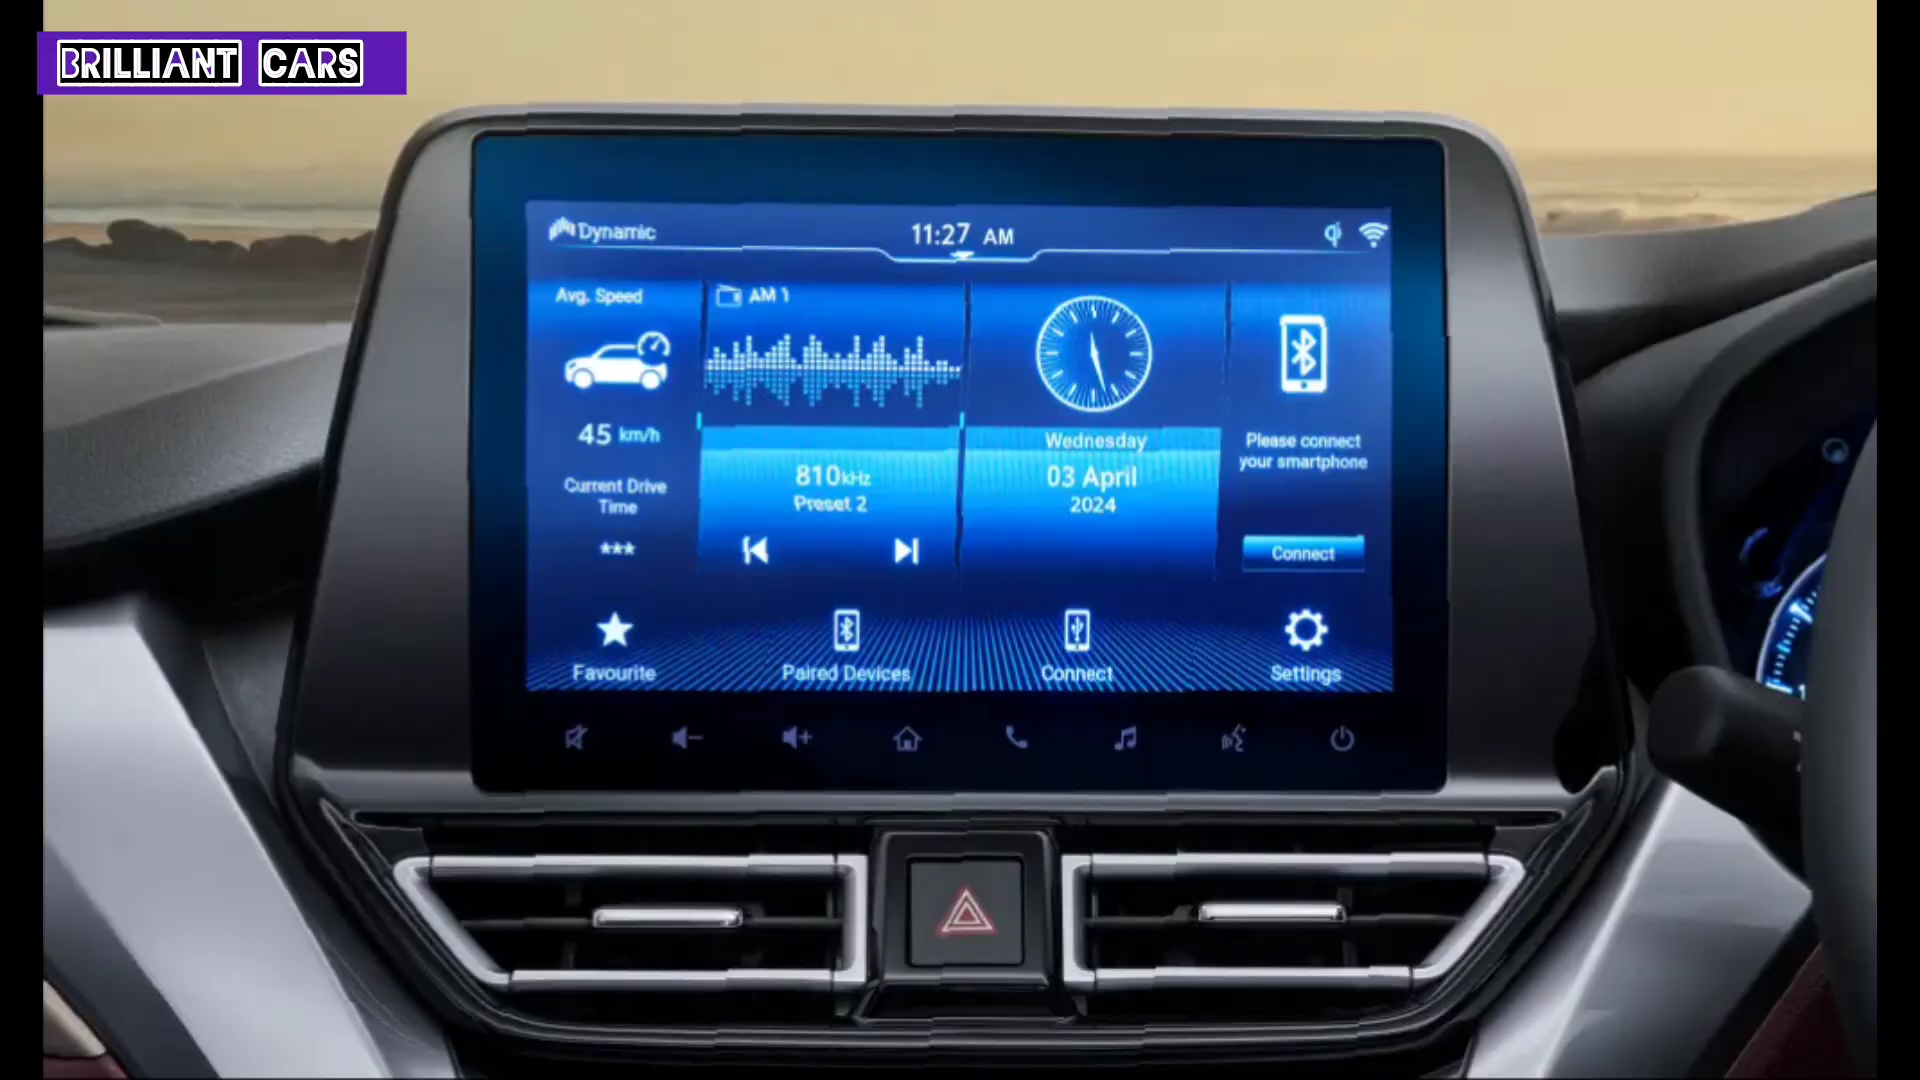 BRILLIANT CARS
Dynamic
11:27 AM
qi
Avg. Speed
45 km/h
Current Drive
Time
***
AM 1
810kHz
Preset 2
Wednesday
03 April
2024
Please connect
your smartphone
Connect
Favourite
Paired Devices
Connect
Settings